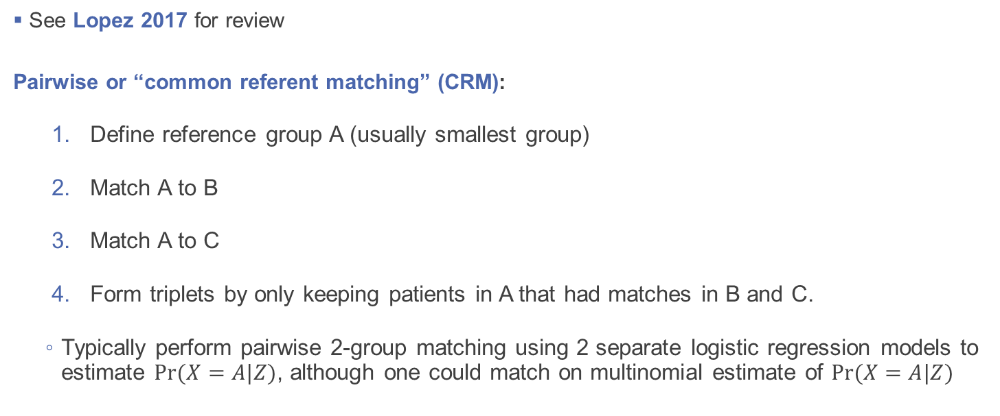 ▪ See Lopez 2017 for review
Pairwise or “common referent matching” (CRM):
1. Define reference group A (usually smallest group)
2. Match A to B
3. Match A to C
4. Form triplets by only keeping patients in A that had matches in B and C.
◦ Typically perform pairwise 2-group matching using 2 separate logistic regression models to
estimate Pr(X = A|Z), although one could match on multinomial estimate of Pr(X = A|Z)